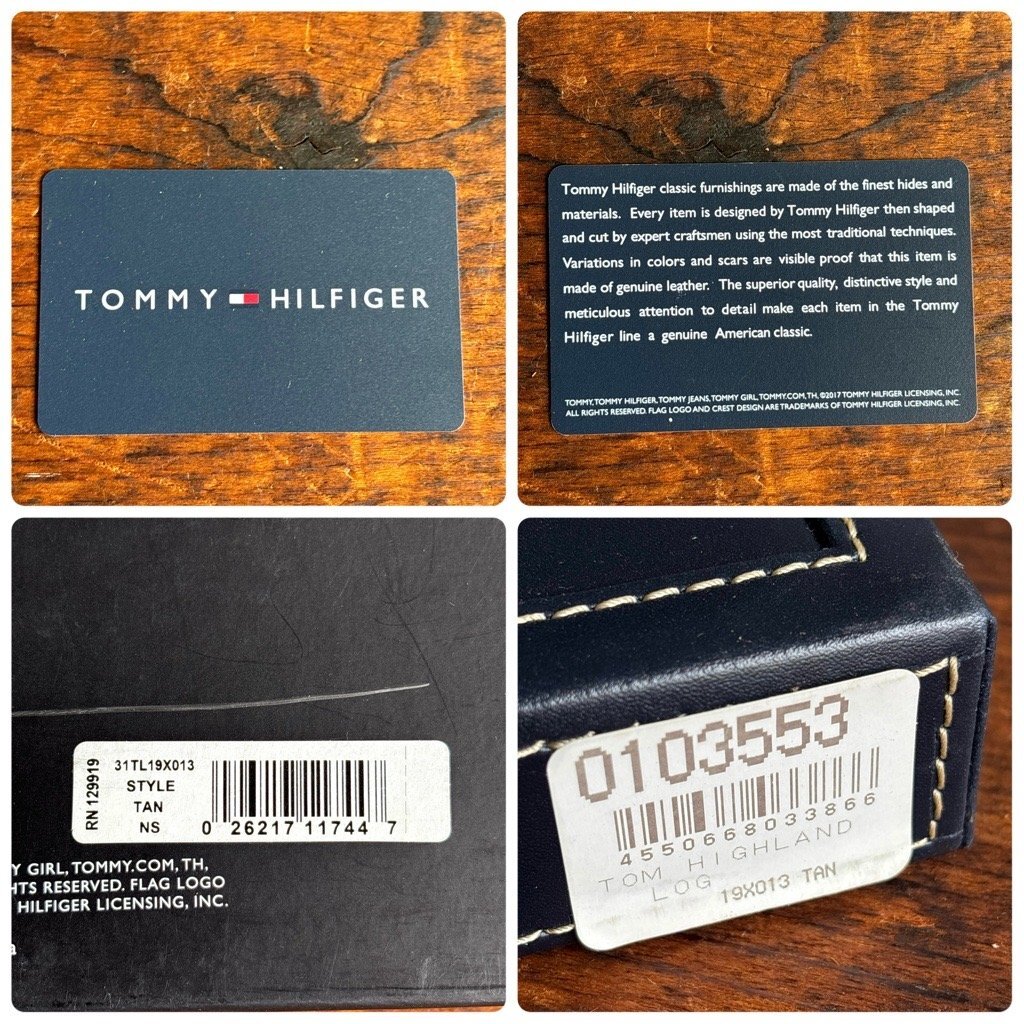 TOMMY HILFIGER
Tommy Hilfiger classic furnishings are made of the finest hides and
materials. Every item is designed by Tommy Hilfiger then shaped
and cut by expert craftsmen using the most traditional techniques.
Variations in colors and scars are visible proof that this item is
made of genuine leather. The superior quality, distinctive style and
meticulous attention to detail make each item in the Tommy
Hilfiger line a genuine American classic.
TOMMY, TOMMY HILFIGER, TOMMY JEANS, TOMMY GIRL, TOMMY.COM, TH, ©2017 TOMMY HILFIGER LICENSING, INC.
ALL RIGHTS RESERVED. FLAG LOGO AND CREST DESIGN ARE TRADEMARKS OF TOMMY HILFIGER LICENSING, INC.
RN 129919
31TL19X013
STYLE
TAN
NS
0 26217 11744 7
Y GIRL, TOMMY.COM, TH,
HTS RESERVED. FLAG LOGO
HILFIGER LICENSING, INC.
a
0103553
4550668033866
TOM HIGHLAND
LOG
19X013 TAN